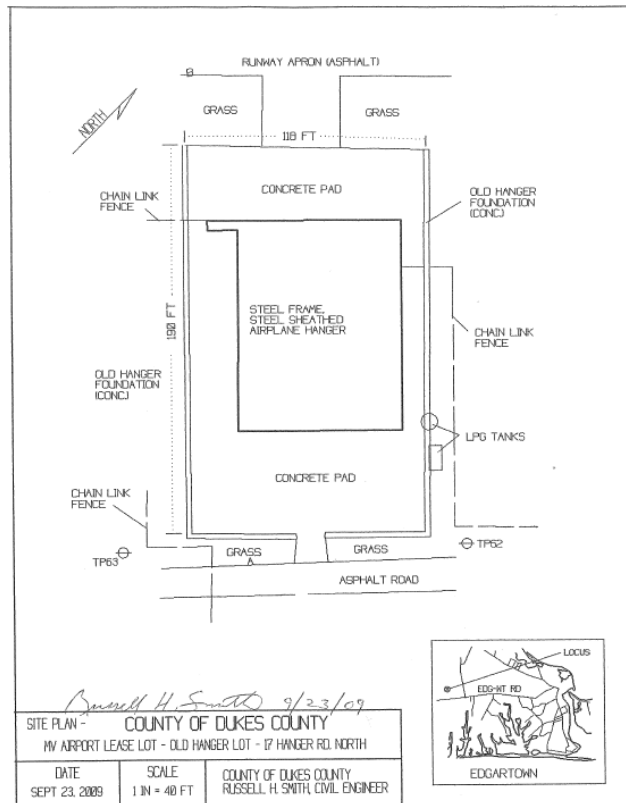 RUNWAY APRON (ASPHALT)
B
GRASS
GRASS
NORTH
118 FT
CHAIN LINK
FENCE
CONCRETE PAD
OLD HANGER
FOUNDATION
(CONC.)
STEEL FRAME,
STEEL SHEATHED
AIRPLANE HANGER
190 FT
CHAIN LINK
FENCE
OLD HANGER
FOUNDATION
(CONC.)
LPG TANKS
CONCRETE PAD
CHAIN LINK
FENCE
GRASS
A
GRASS
TP63
TP62
ASPHALT ROAD
Russell H. Smith 9/23/09
LOCUS
EDG-WT RD
EDGARTOWN
SITE PLAN - COUNTY OF DUKES COUNTY
MV AIRPORT LEASE LOT - OLD HANGER LOT - 17 HANGER RD. NORTH
DATE
SEPT 23, 2009
SCALE
1 IN = 40 FT
COUNTY OF DUKES COUNTY
RUSSELL H. SMITH, CIVIL ENGINEER